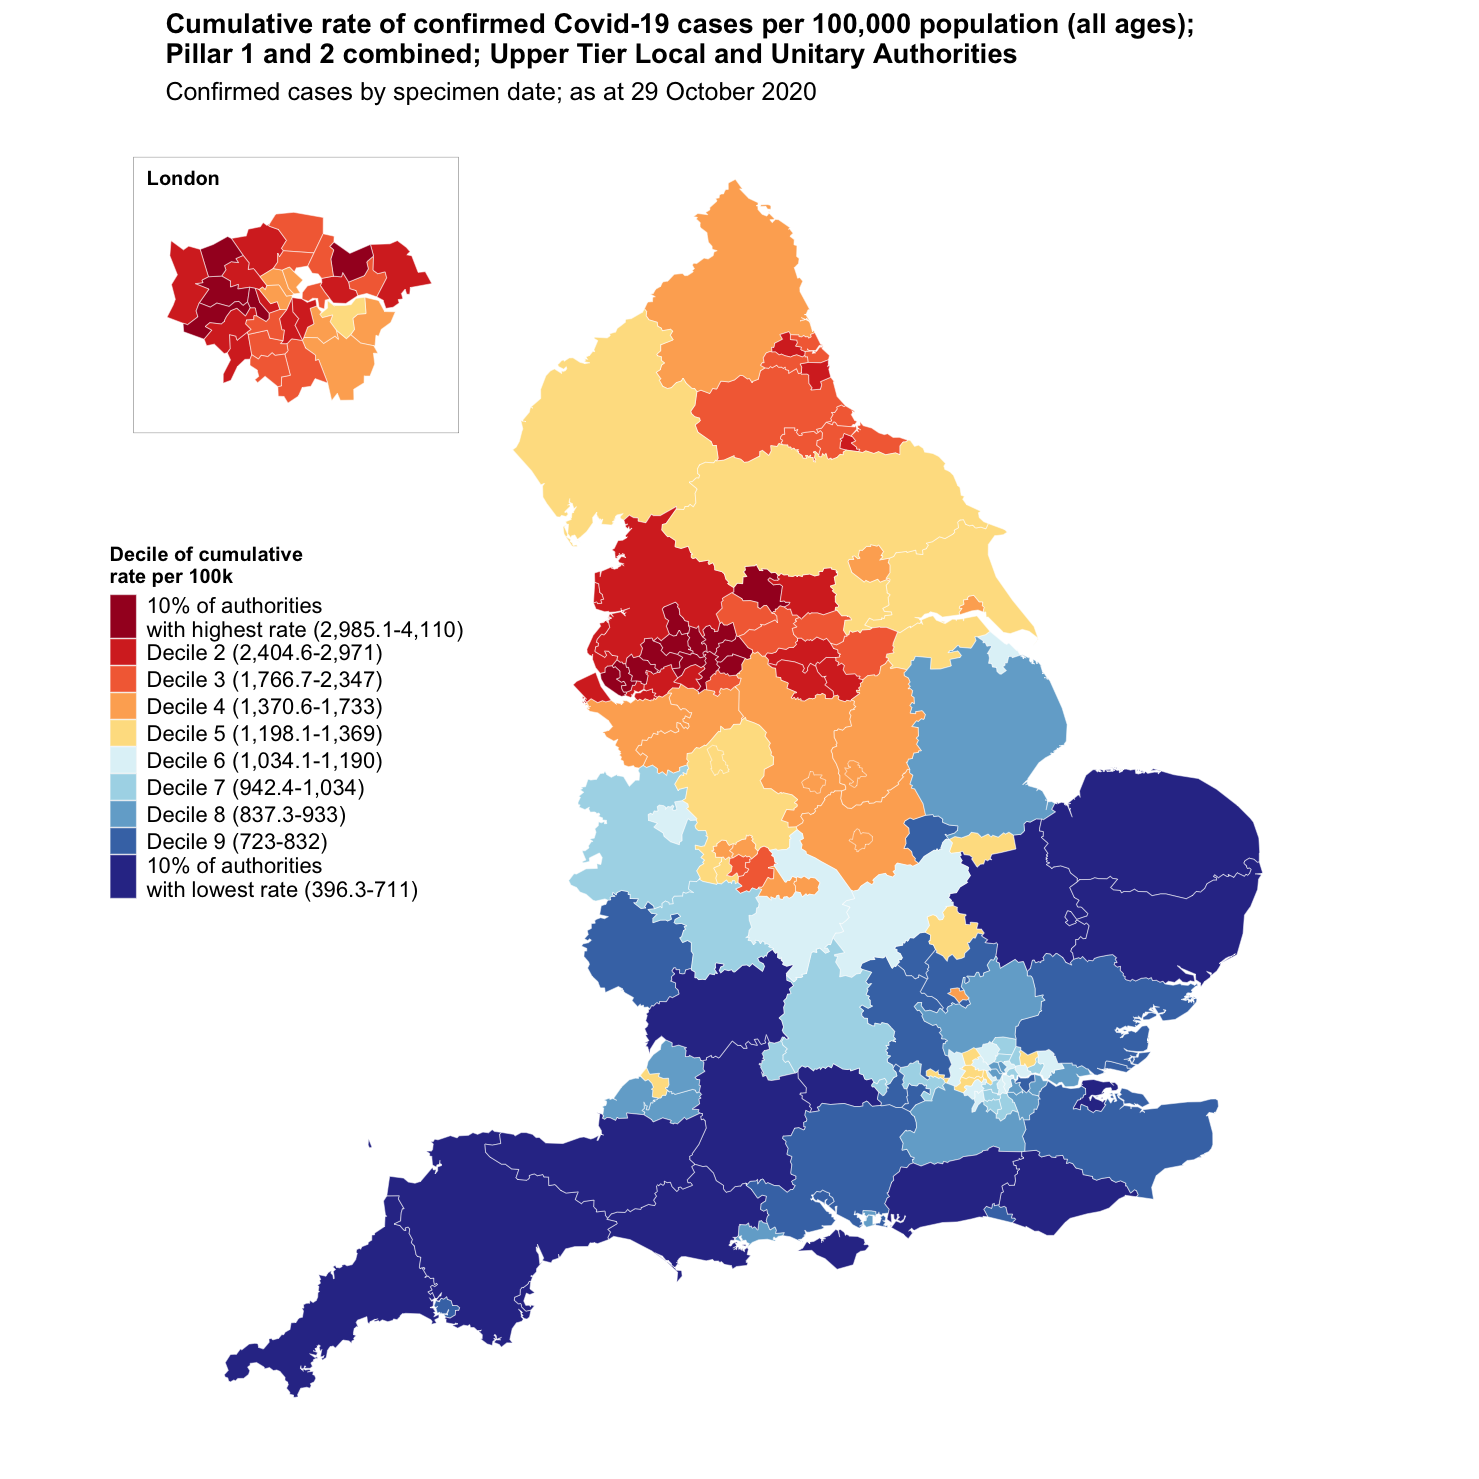 Cumulative rate of confirmed Covid-19 cases per 100,000 population (all ages);
Pillar 1 and 2 combined; Upper Tier Local and Unitary Authorities
Confirmed cases by specimen date; as at 29 October 2020
London
Decile of cumulative
rate per 100k
10% of authorities
with highest rate (2,985.1-4,110)
Decile 2 (2,404.6-2,971)
Decile 3 (1,766.7-2,347)
Decile 4 (1,370.6-1,733)
Decile 5 (1,198.1-1,369)
Decile 6 (1,034.1-1,190)
Decile 7 (942.4-1,034)
Decile 8 (837.3-933)
Decile 9 (723-832)
10% of authorities
with lowest rate (396.3-711)